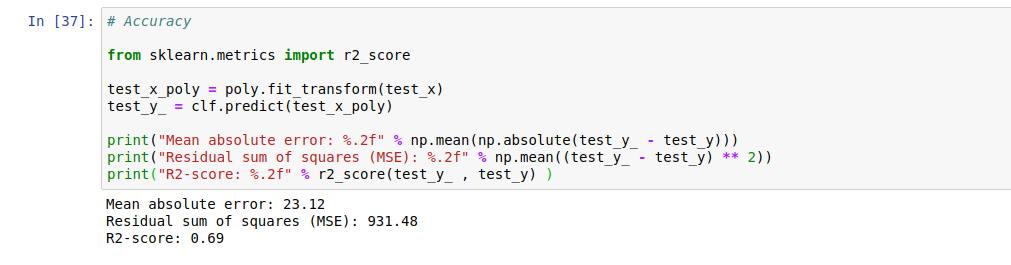 In [37]: # Accuracy
from sklearn.metrics import r2_score
test_x_poly = poly.fit_transform(test_x)
test_y_ = clf.predict(test_x_poly)
print("Mean absolute error: %.2f" % np.mean(np.absolute(test_y_ - test_y)))
print("Residual sum of squares (MSE): %.2f" % np.mean((test_y_ - test_y) ** 2))
print("R2-score: %.2f" % r2_score(test_y_ , test_y) )
Mean absolute error: 23.12
Residual sum of squares (MSE): 931.48
R2-score: 0.69